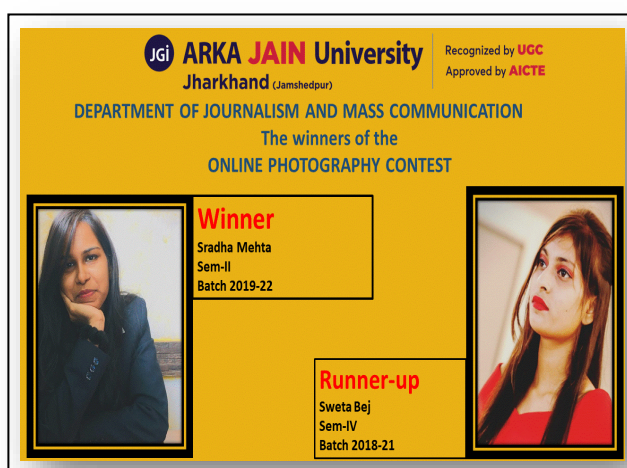 JGi ARKA JAIN University
Jharkhand (Jamshedpur)
Recognized by UGC
Approved by AICTE
DEPARTMENT OF JOURNALISM AND MASS COMMUNICATION
The winners of the
ONLINE PHOTOGRAPHY CONTEST
Winner
Sradha Mehta
Sem-II
Batch 2019-22
Runner-up
Sweta Bej
Sem-IV
Batch 2018-21